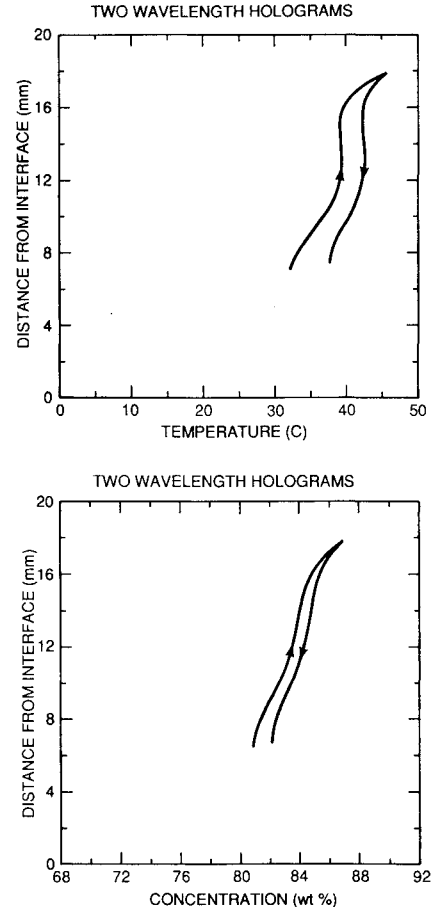 TWO WAVELENGTH HOLOGRAMS
20
16
12
8
4
0
DISTANCE FROM INTERFACE (mm)
0 10 20 30 40 50
TEMPERATURE (C)
TWO WAVELENGTH HOLOGRAMS
20
16
12
8
4
0
DISTANCE FROM INTERFACE (mm)
68 72 76 80 84 88 92
CONCENTRATION (wt %)